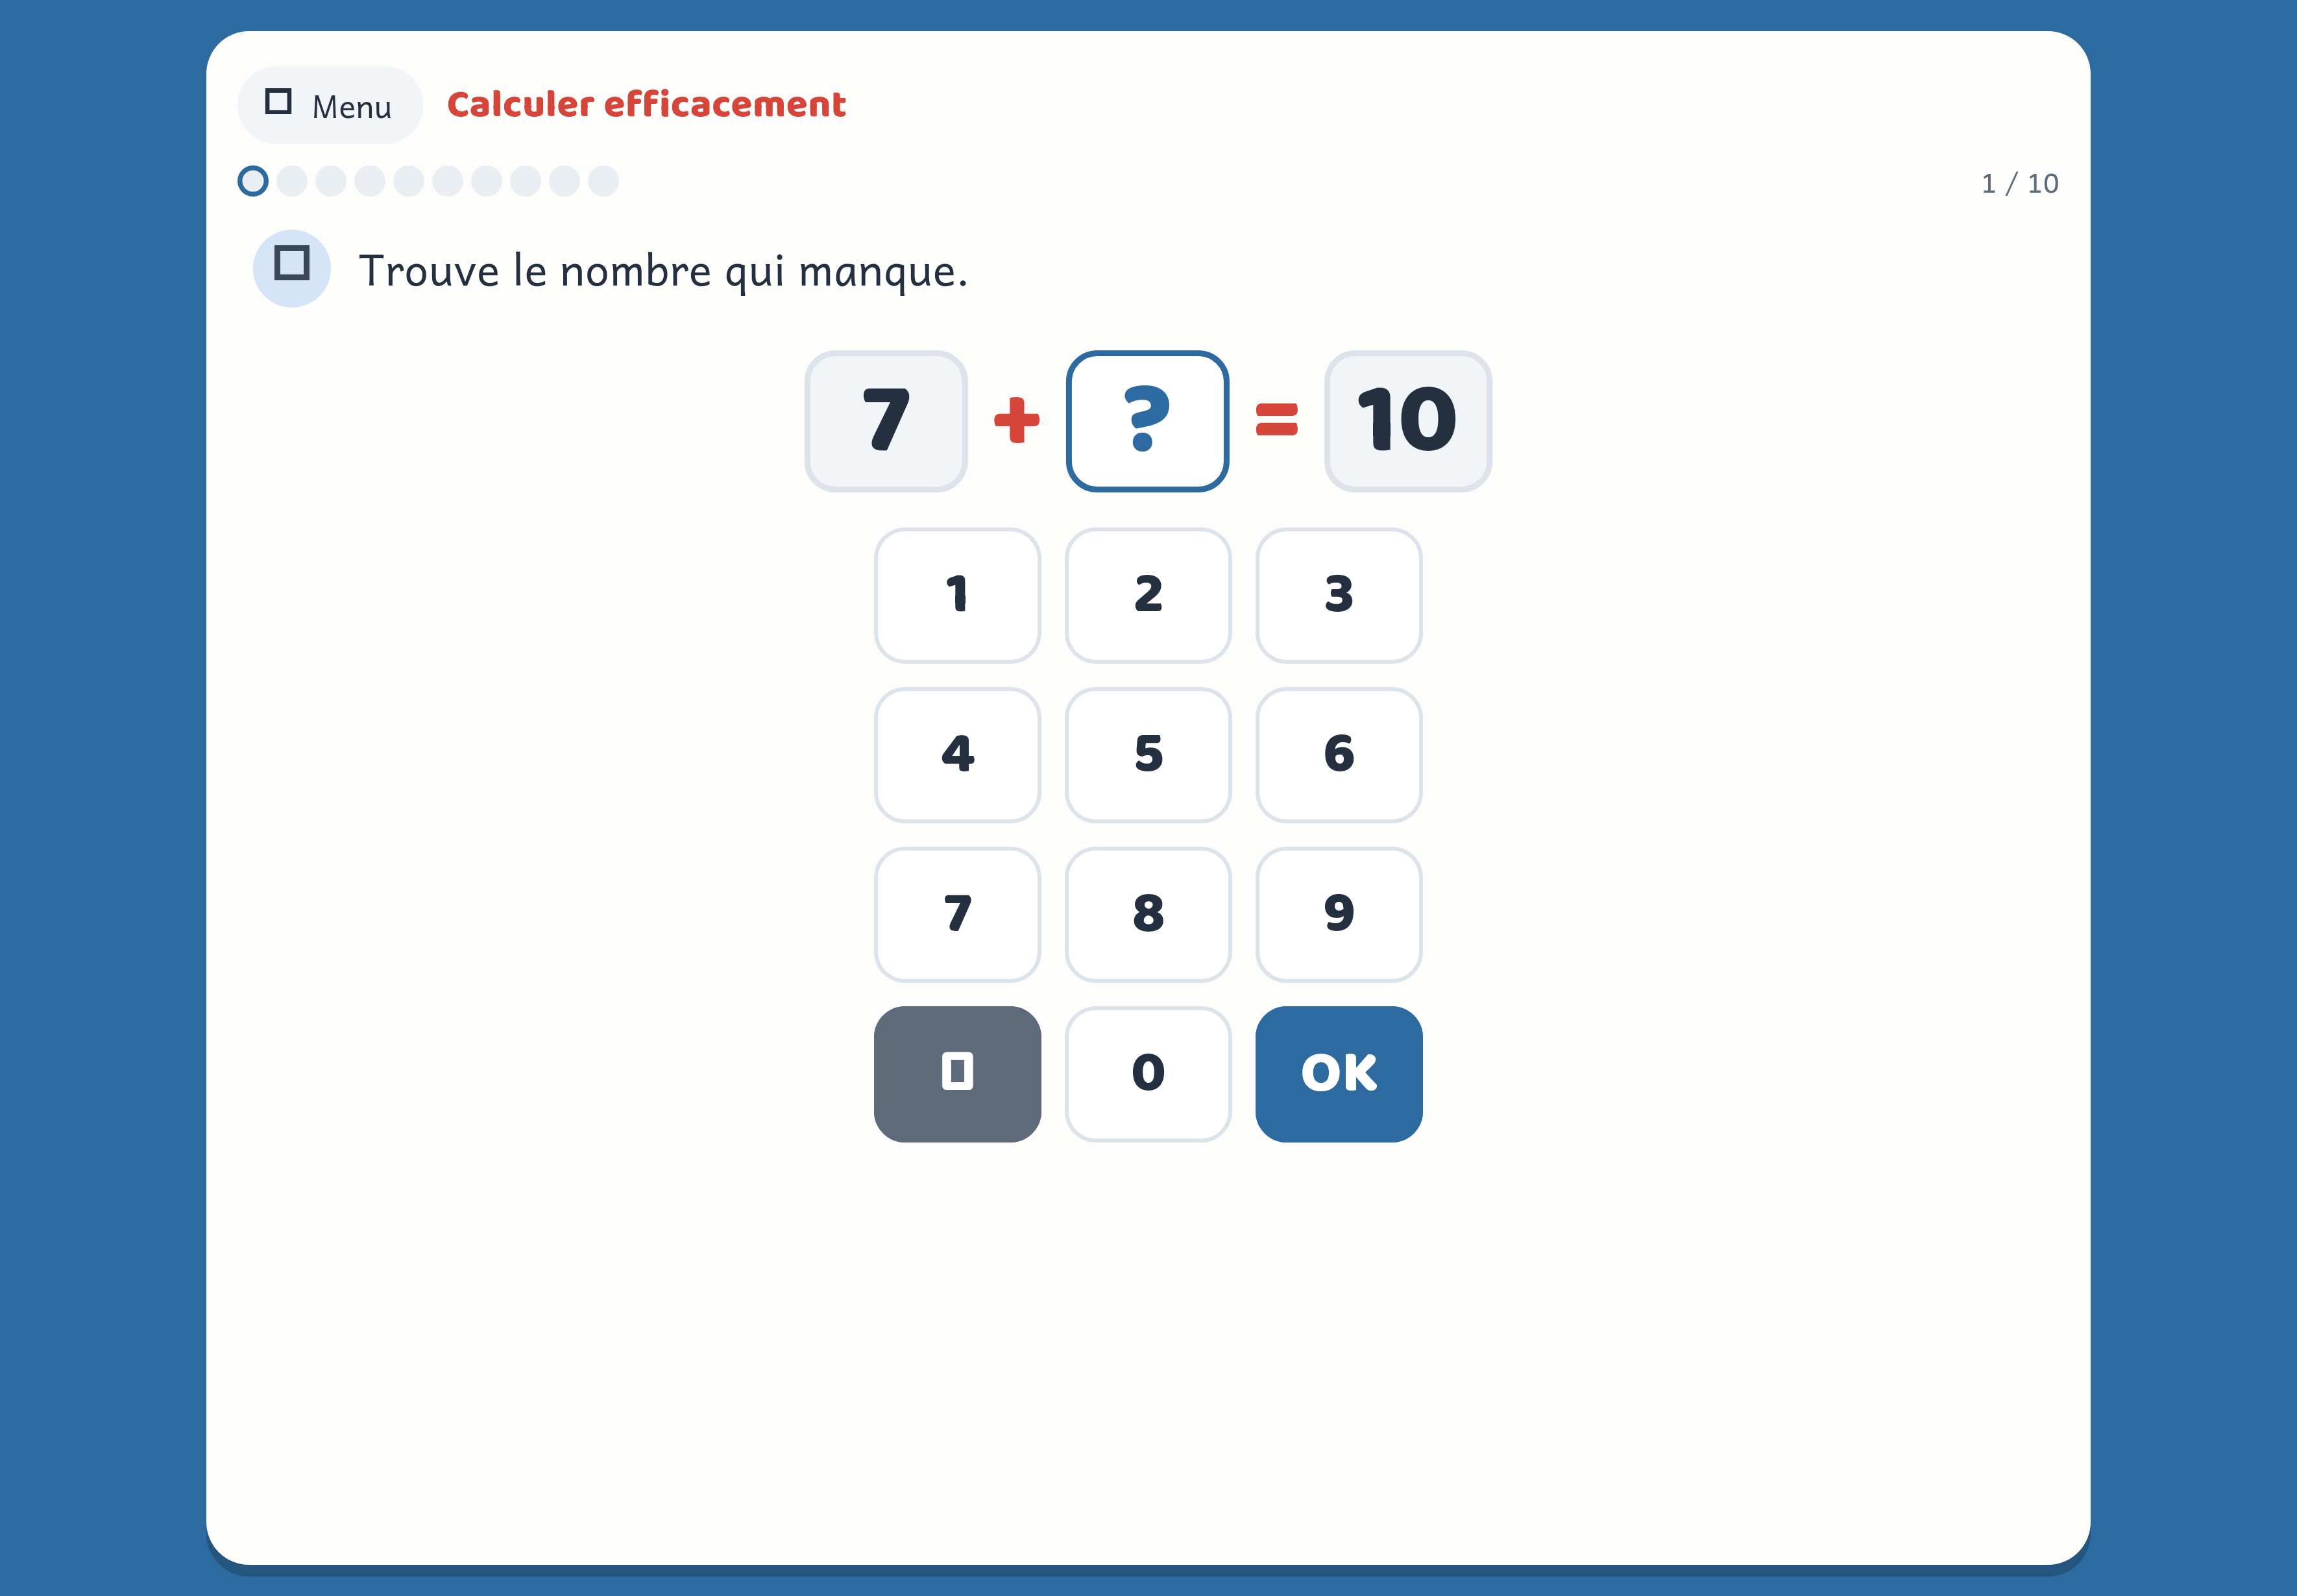 Menu
Calculer efficacement
1 / 10
Trouve le nombre qui manque.
7 + ? = 10
1 2 3
4 5 6
7 8 9
0 OK